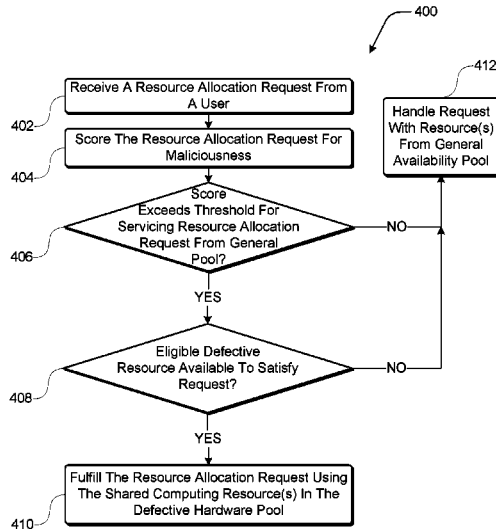 400
Receive A Resource Allocation Request From
A User
402
Score The Resource Allocation Request For
Maliciousness
404
Score
Exceeds Threshold For
Servicing Resource Allocation
Request From General
Pool?
406
NO
412
Handle Request
With Resource(s)
From General
Availability Pool
YES
Eligible Defective
Resource Available To Satisfy
Request?
408
NO
YES
Fulfill The Resource Allocation Request Using
The Shared Computing Resource(s) In The
Defective Hardware Pool
410